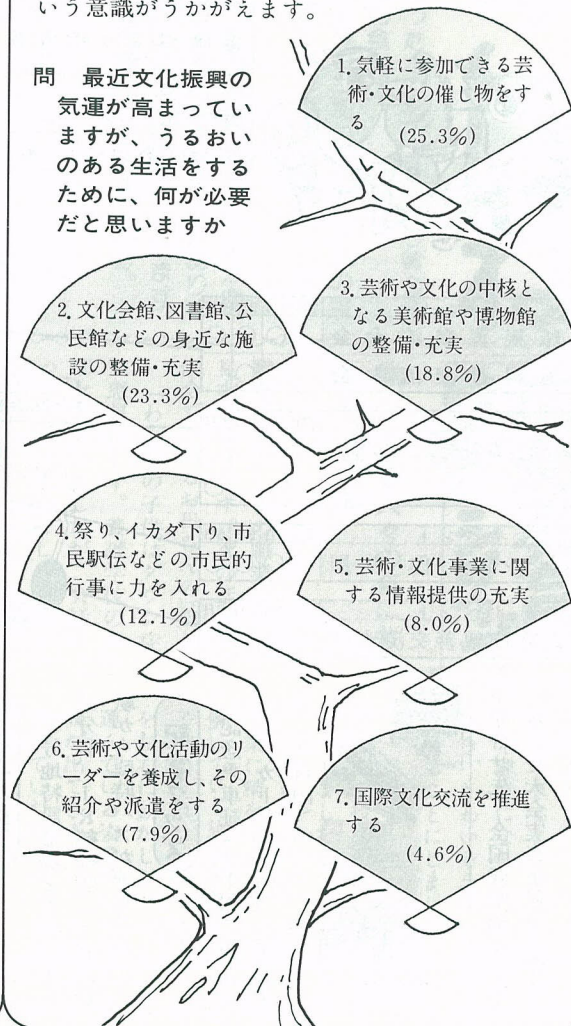 いう意識がうかがえます。
問　最近文化振興の
気運が高まってい
ますが、うるおい
のある生活をする
ために、何が必要
だと思いますか
1. 気軽に参加できる芸
術・文化の催し物をす
る
(25.3%)
2. 文化会館、図書館、公
民館などの身近な施
設の整備・充実
(23.3%)
3. 芸術や文化の中核と
なる美術館や博物館
の整備・充実
(18.8%)
4. 祭り、イカダ下り、市
民駅伝などの市民的
行事に力を入れる
(12.1%)
5. 芸術・文化事業に関
する情報提供の充実
(8.0%)
6. 芸術や文化活動のリ
ーダーを養成し、その
紹介や派遣をする
(7.9%)
7. 国際文化交流を推進
する
(4.6%)